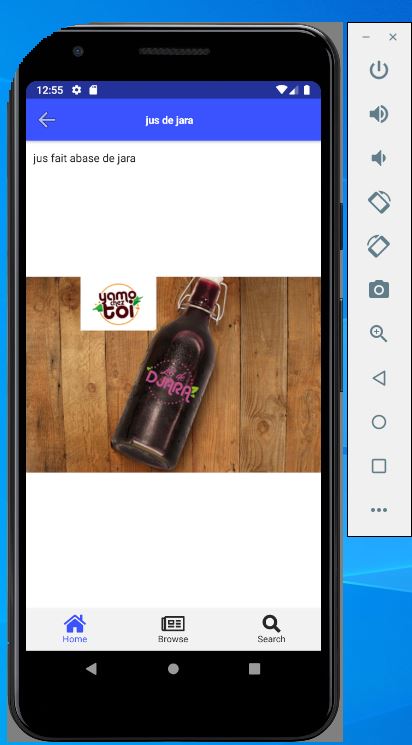 12:55
jus de jara
jus fait abase de jara
yamo
chez
toi
jus de
DJARA
Home
Browse
Search